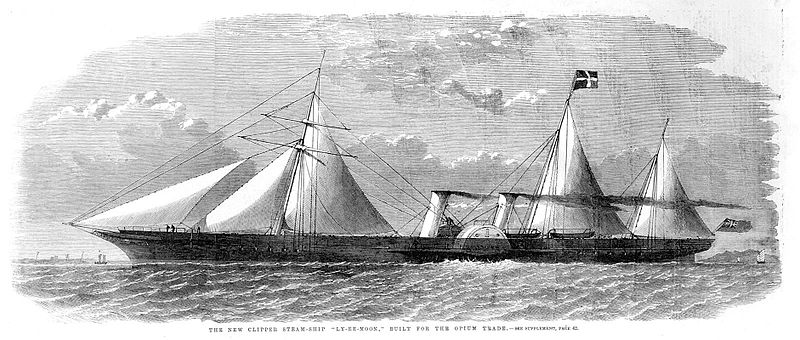 THE NEW CLIPPER STEAM-SHIP "LY-EE-MOON," BUILT FOR THE OPIUM TRADE.—SEE SUPPLEMENT, PAGE 42.